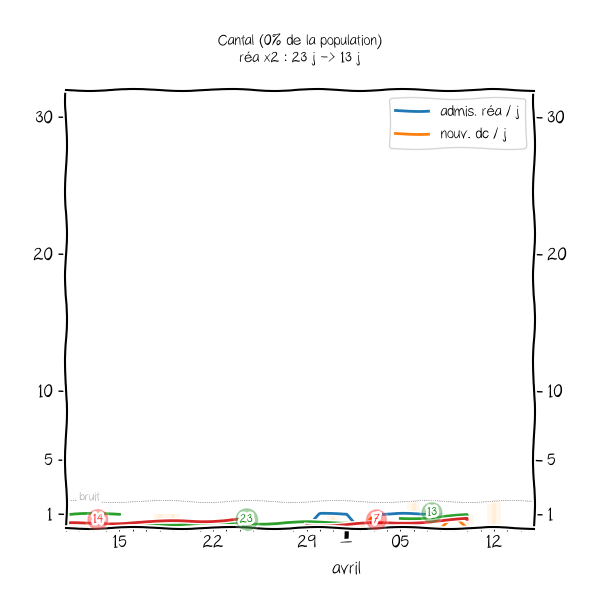 Cantal (0% de la population)
réa x2 : 23 j -> 13 j
admis. réa / j
nouv. dc / j
30 30
20 20
10 10
5 5
... bruit
1 1
14 23 7 13
15 22 29 05 12
avril